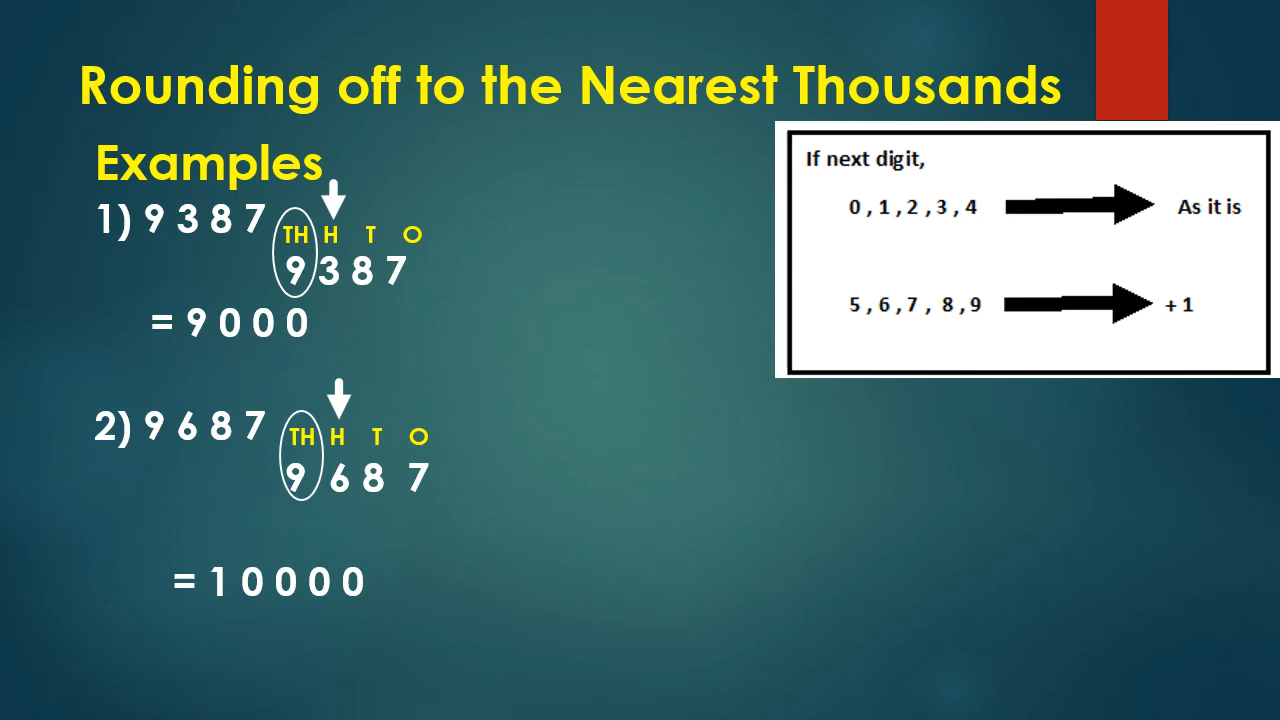 Rounding off to the Nearest Thousands
Examples
1) 9 3 8 7
TH H T O
9 3 8 7
= 9 0 0 0
2) 9 6 8 7
TH H T O
9 6 8 7
= 1 0 0 0 0
If next digit,
0 , 1 , 2 , 3 , 4 As it is
5 , 6 , 7 , 8 , 9 + 1